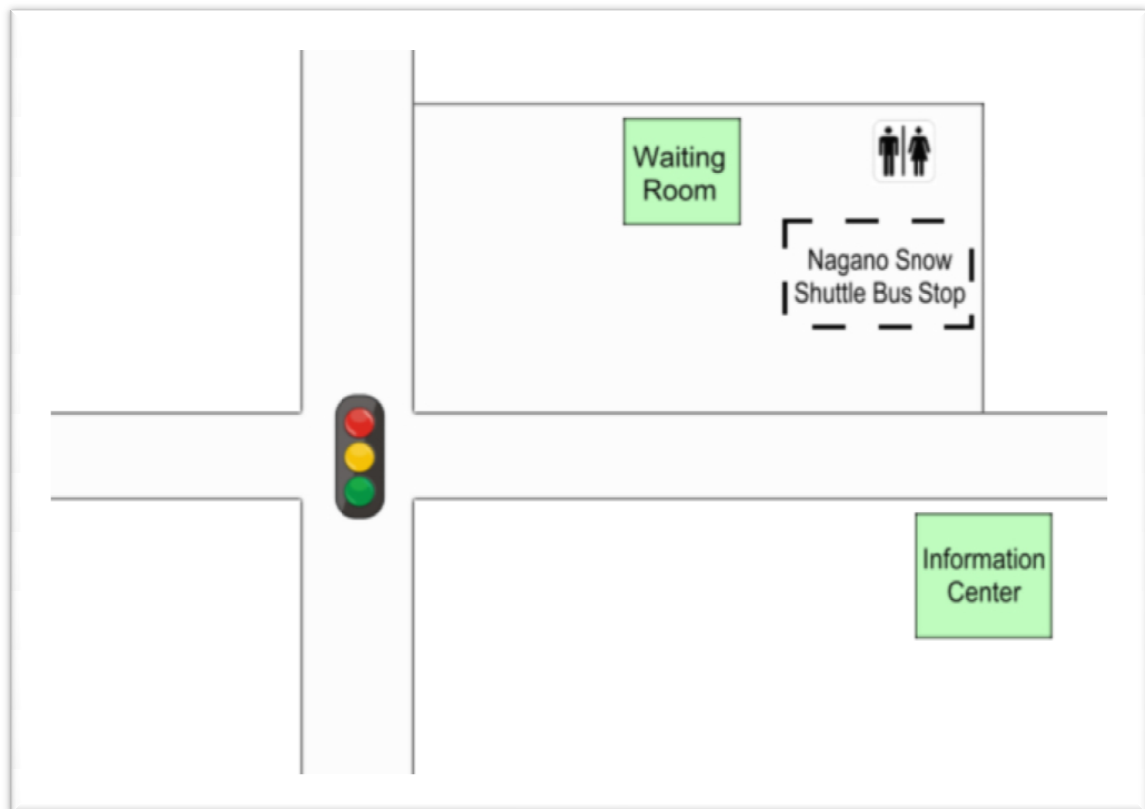 Waiting
Room
Nagano Snow
Shuttle Bus Stop
Information
Center